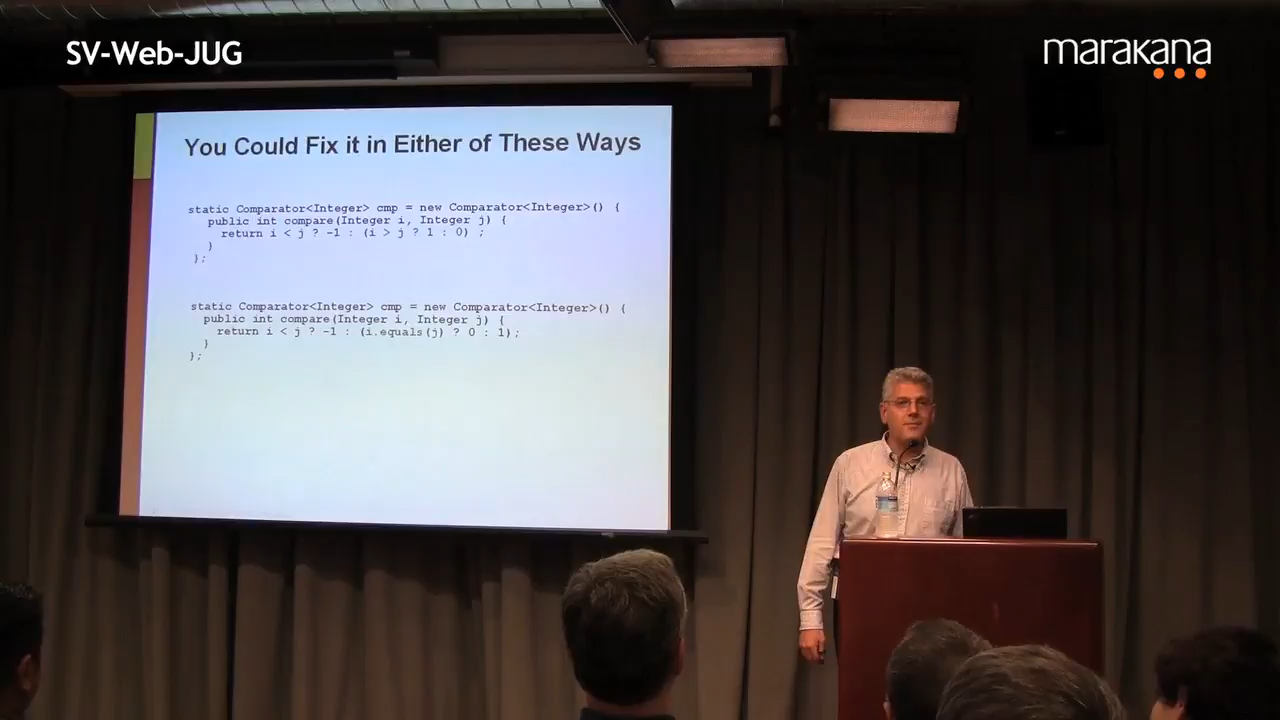 SV-Web-JUG
marakana
You Could Fix it in Either of These Ways
static Comparator<Integer> cmp = new Comparator<Integer>() {
public int compare(Integer i, Integer j) {
return i < j ? -1 : (i > j ? 1 : 0) ;
}
};
static Comparator<Integer> cmp = new Comparator<Integer>() {
public int compare(Integer i, Integer j) {
return i < j ? -1 : (i.equals(j) ? 0 : 1);
}
};